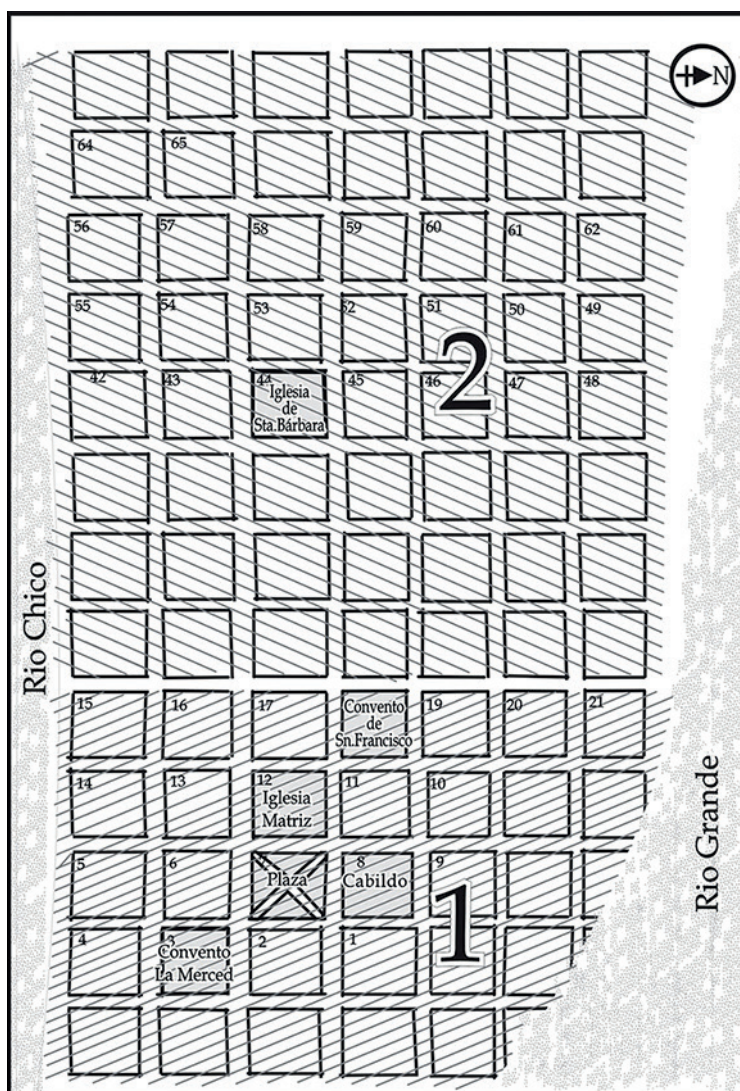 N
64 65
56 57 58 59 60 61 62
55 54 53 52 51 50 49
2
42 43 44 45 46 47 48
Iglesia
de
Sta.Bárbara
Rio Chico
15 16 17 19 20 21
Convento
de
Sn.Francisco
14 13 12 11 10
Iglesia
Matriz
Rio Grande
5 6 8 9
Plaza
Cabildo
1
4 3 2 1
Convento
La Merced